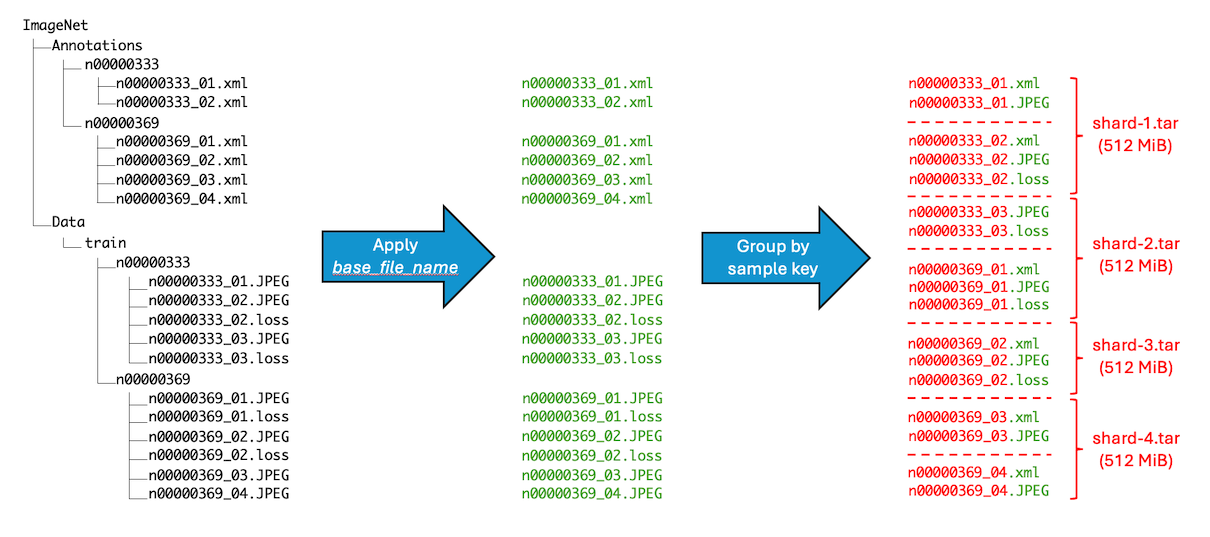 ImageNet
Annotations
n00000333
n00000333_01.xml
n00000333_02.xml
n00000369
n00000369_01.xml
n00000369_02.xml
n00000369_03.xml
n00000369_04.xml
Data
train
n00000333
n00000333_01.JPEG
n00000333_02.JPEG
n00000333_02.loss
n00000333_03.JPEG
n00000333_03.loss
n00000369
n00000369_01.JPEG
n00000369_01.loss
n00000369_02.JPEG
n00000369_02.loss
n00000369_03.JPEG
n00000369_04.JPEG
Apply
base_file_name
n00000333_01.xml
n00000333_02.xml
n00000369_01.xml
n00000369_02.xml
n00000369_03.xml
n00000369_04.xml
n00000333_01.JPEG
n00000333_02.JPEG
n00000333_02.loss
n00000333_03.JPEG
n00000333_03.loss
n00000369_01.JPEG
n00000369_01.loss
n00000369_02.JPEG
n00000369_02.loss
n00000369_03.JPEG
n00000369_04.JPEG
Group by
sample key
n00000333_01.xml
n00000333_01.JPEG
n00000333_02.xml
n00000333_02.JPEG
n00000333_02.loss
shard-1.tar
(512 MiB)
n00000333_03.JPEG
n00000333_03.loss
n00000369_01.xml
n00000369_01.JPEG
n00000369_01.loss
shard-2.tar
(512 MiB)
n00000369_02.xml
n00000369_02.JPEG
n00000369_02.loss
shard-3.tar
(512 MiB)
n00000369_03.xml
n00000369_03.JPEG
n00000369_04.xml
n00000369_04.JPEG
shard-4.tar
(512 MiB)